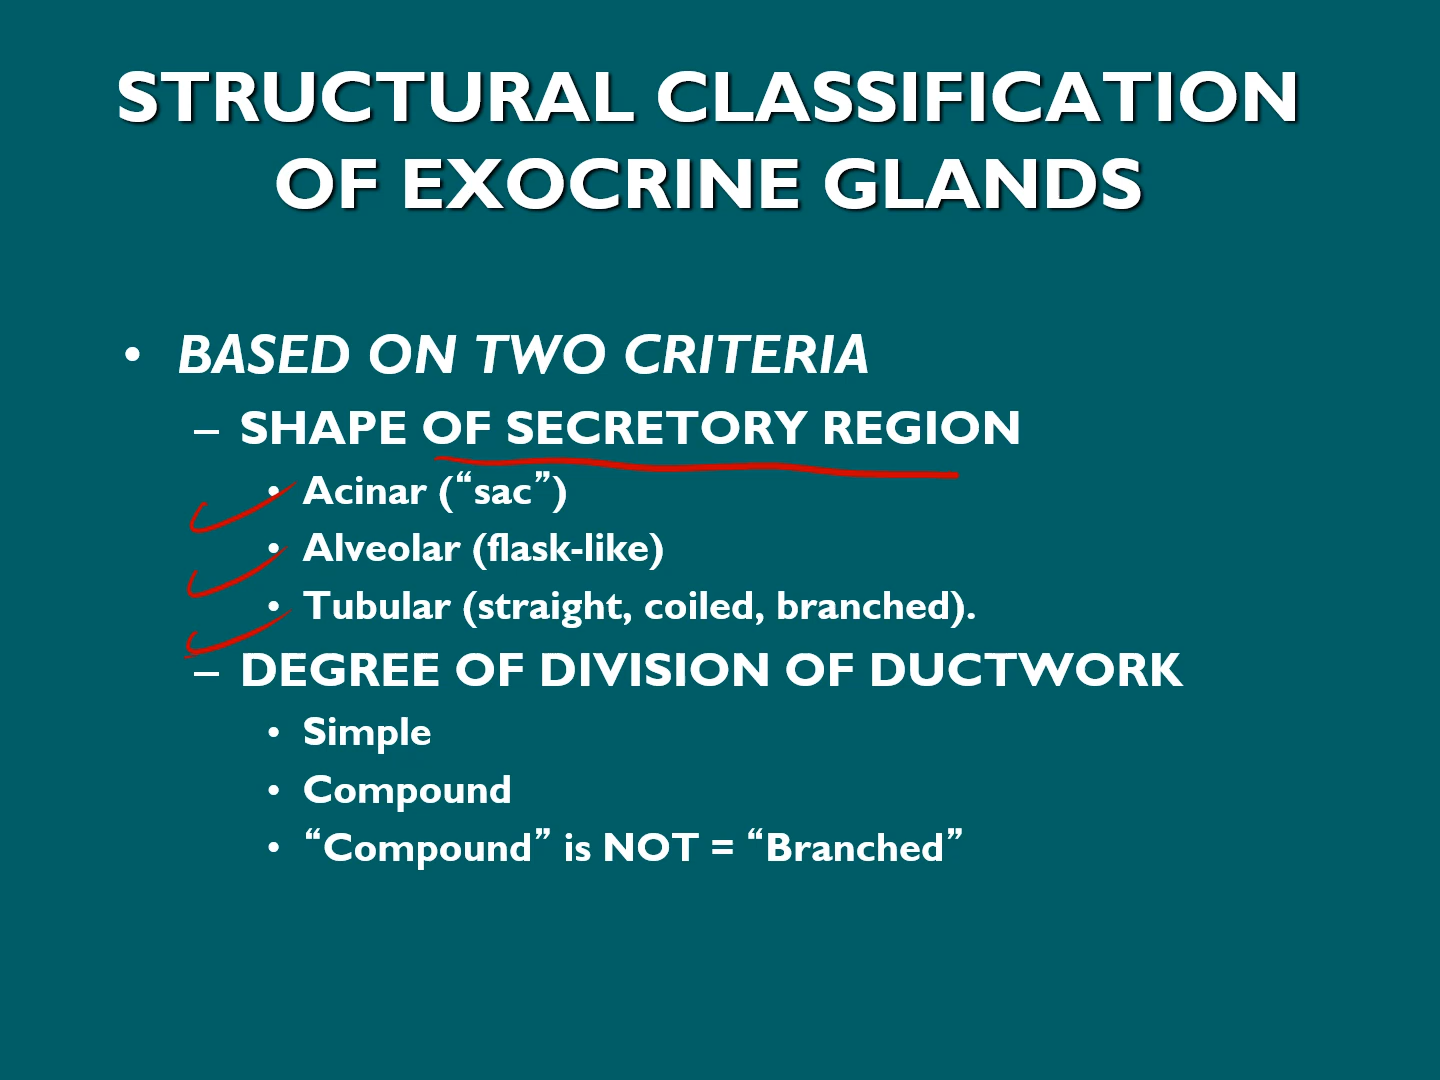 STRUCTURAL CLASSIFICATION
OF EXOCRINE GLANDS
• BASED ON TWO CRITERIA
– SHAPE OF SECRETORY REGION
• Acinar (“sac”)
• Alveolar (flask-like)
• Tubular (straight, coiled, branched).
– DEGREE OF DIVISION OF DUCTWORK
• Simple
• Compound
• “Compound” is NOT = “Branched”